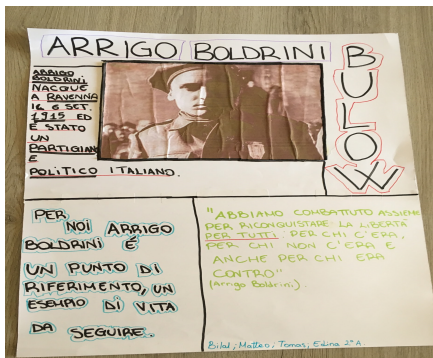 ARRIGO BOLDRINI
BULOW
ARRIGO
BOLDRINI
NACQUE
A RAVENNA
IL 6 SET.
1915 ED
È STATO
UN
PARTIGIANO
E
POLITICO ITALIANO.
PER
NOI ARRIGO
BOLDRINI È
UN PUNTO DI
RIFERIMENTO, UN
ESEMPIO DI VITA
DA SEGUIRE.
"ABBIAMO COMBATTUTO ASSIEME
PER RICONQUISTARE LA LIBERTÀ
PER TUTTI: PER CHI C'ERA,
PER CHI NON C'ERA E
ANCHE PER CHI ERA
CONTRO"
(Arrigo Boldrini)
Bilal; Matteo; Tomas; Edina 2°A.